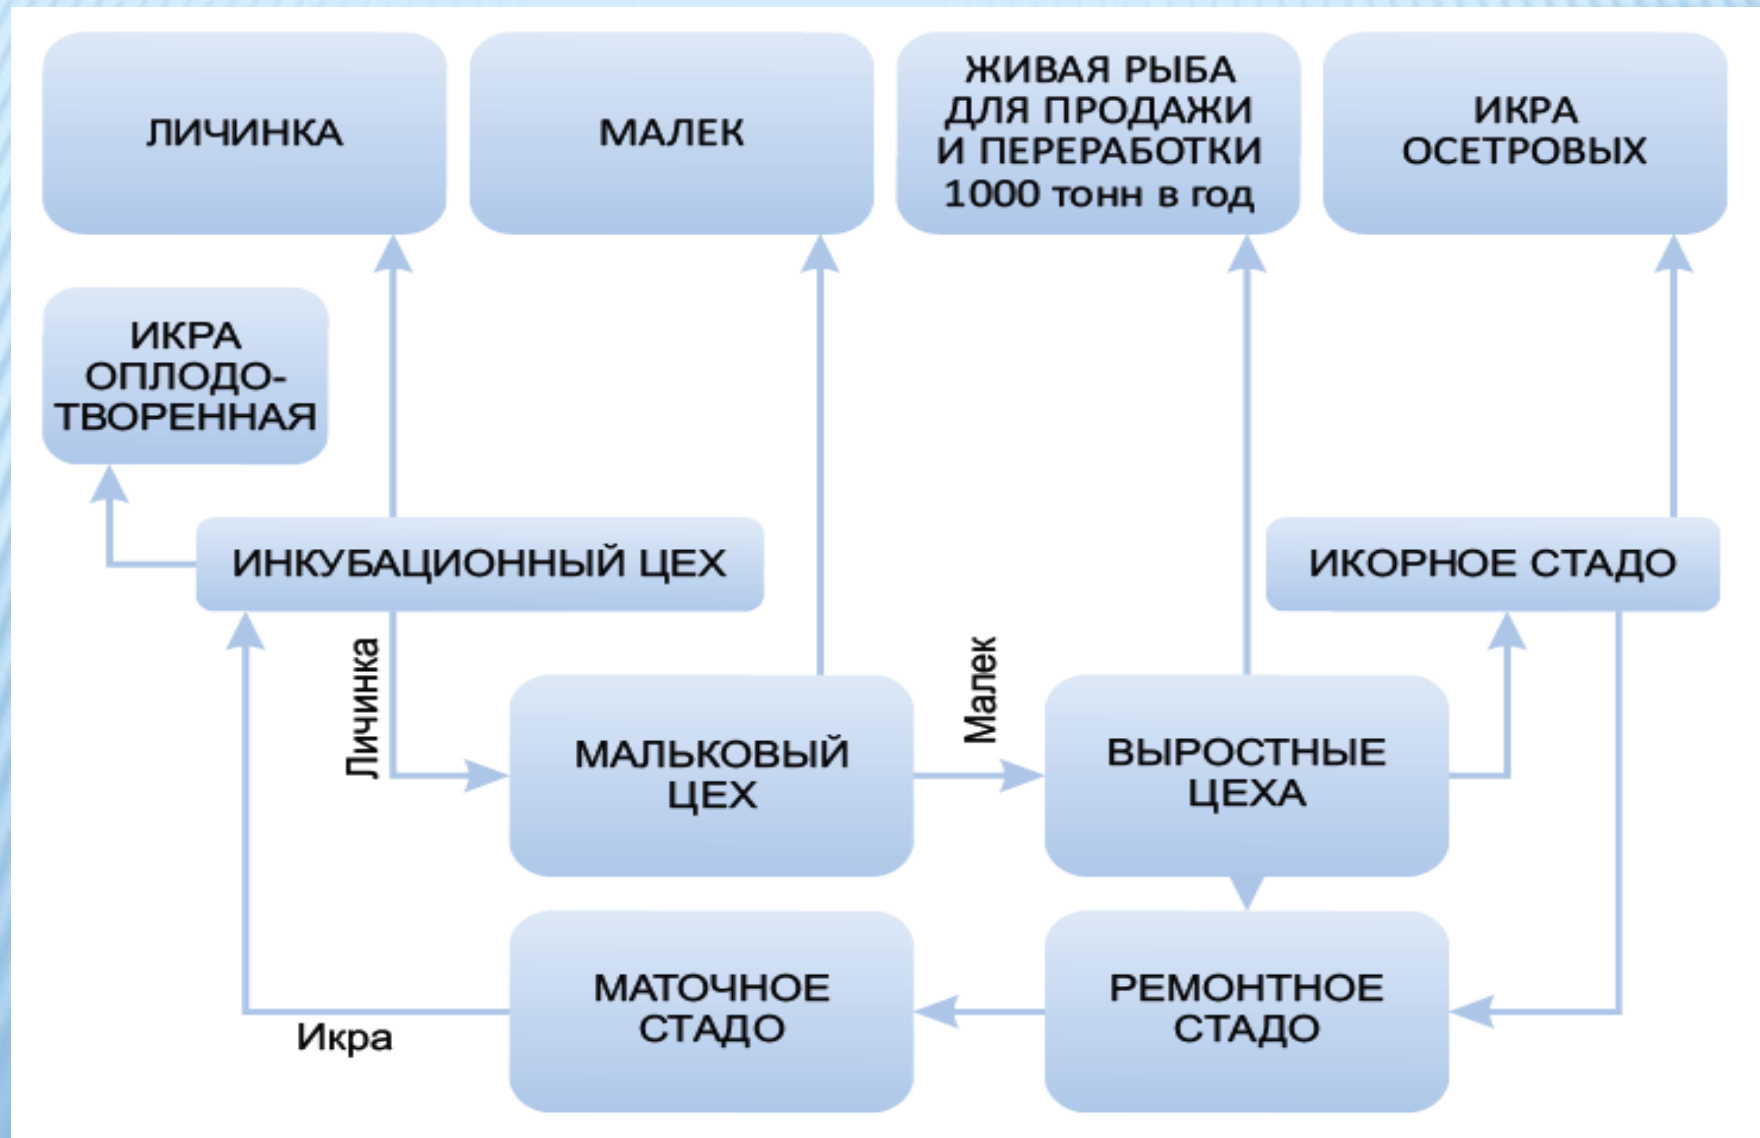 ЛИЧИНКА
МАЛЕК
ЖИВАЯ РЫБА
ДЛЯ ПРОДАЖИ
И ПЕРЕРАБОТКИ
1000 тонн в год
ИКРА
ОСЕТРОВЫХ
ИКРА
ОПЛОДО-
ТВОРЕННАЯ
ИНКУБАЦИОННЫЙ ЦЕХ
ИКОРНОЕ СТАДО
Личинка
Малек
МАЛЬКОВЫЙ
ЦЕХ
ВЫРОСТНЫЕ
ЦЕХА
МАТОЧНОЕ
СТАДО
РЕМОНТНОЕ
СТАДО
Икра